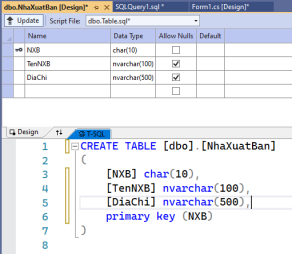 dbo.NhaXuatBan [Design]* SQLQuery1.sql * Form1.cs [Design]*
Update Script File: dbo.Table.sql*
Name Data Type Allow Nulls Default
NXB char(10)
TenNXB nvarchar(100)
DiaChi nvarchar(500)
Design T-SQL
1 CREATE TABLE [dbo].[NhaXuatBan]
2 (
3 [NXB] char(10),
4 [TenNXB] nvarchar(100),
5 [DiaChi] nvarchar(500),
6 primary key (NXB)
7 )
8